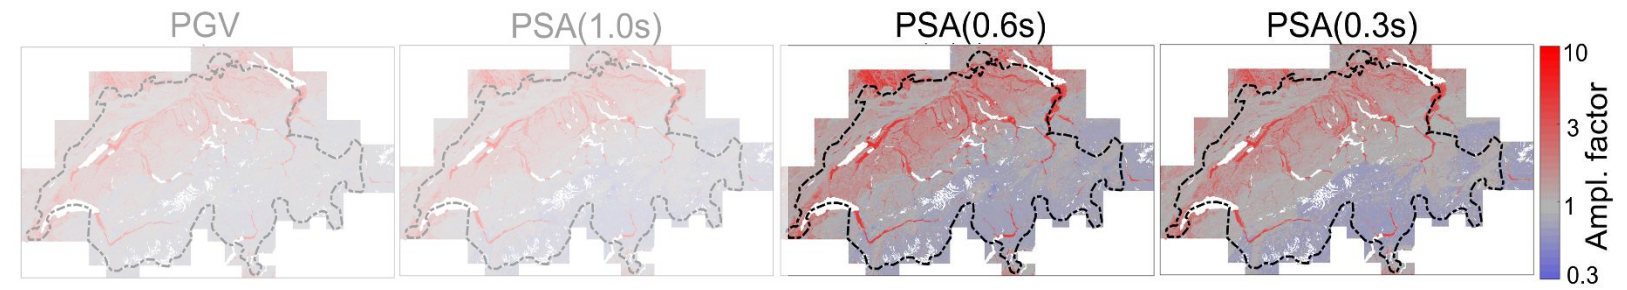 PGV
PSA(1.0s)
PSA(0.6s)
PSA(0.3s)
10
3
1
0.3
Ampl. factor